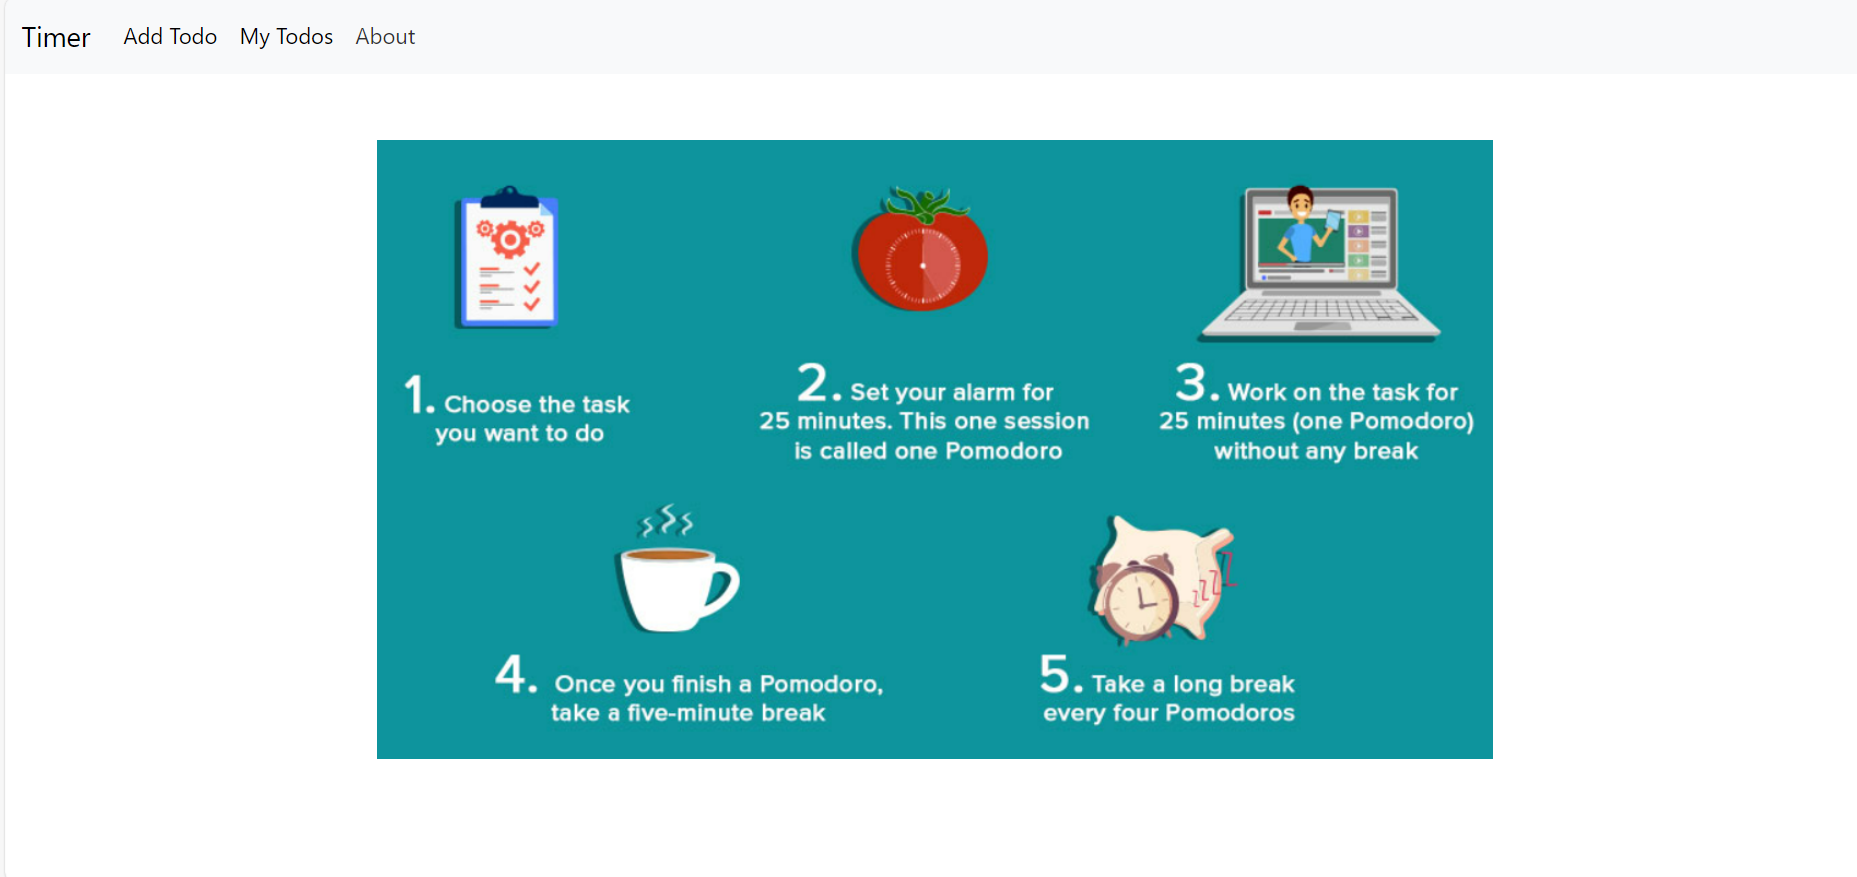 Timer Add Todo My Todos About
1. Choose the task
you want to do
2. Set your alarm for
25 minutes. This one session
is called one Pomodoro
3. Work on the task for
25 minutes (one Pomodoro)
without any break
4. Once you finish a Pomodoro,
take a five-minute break
5. Take a long break
every four Pomodoros